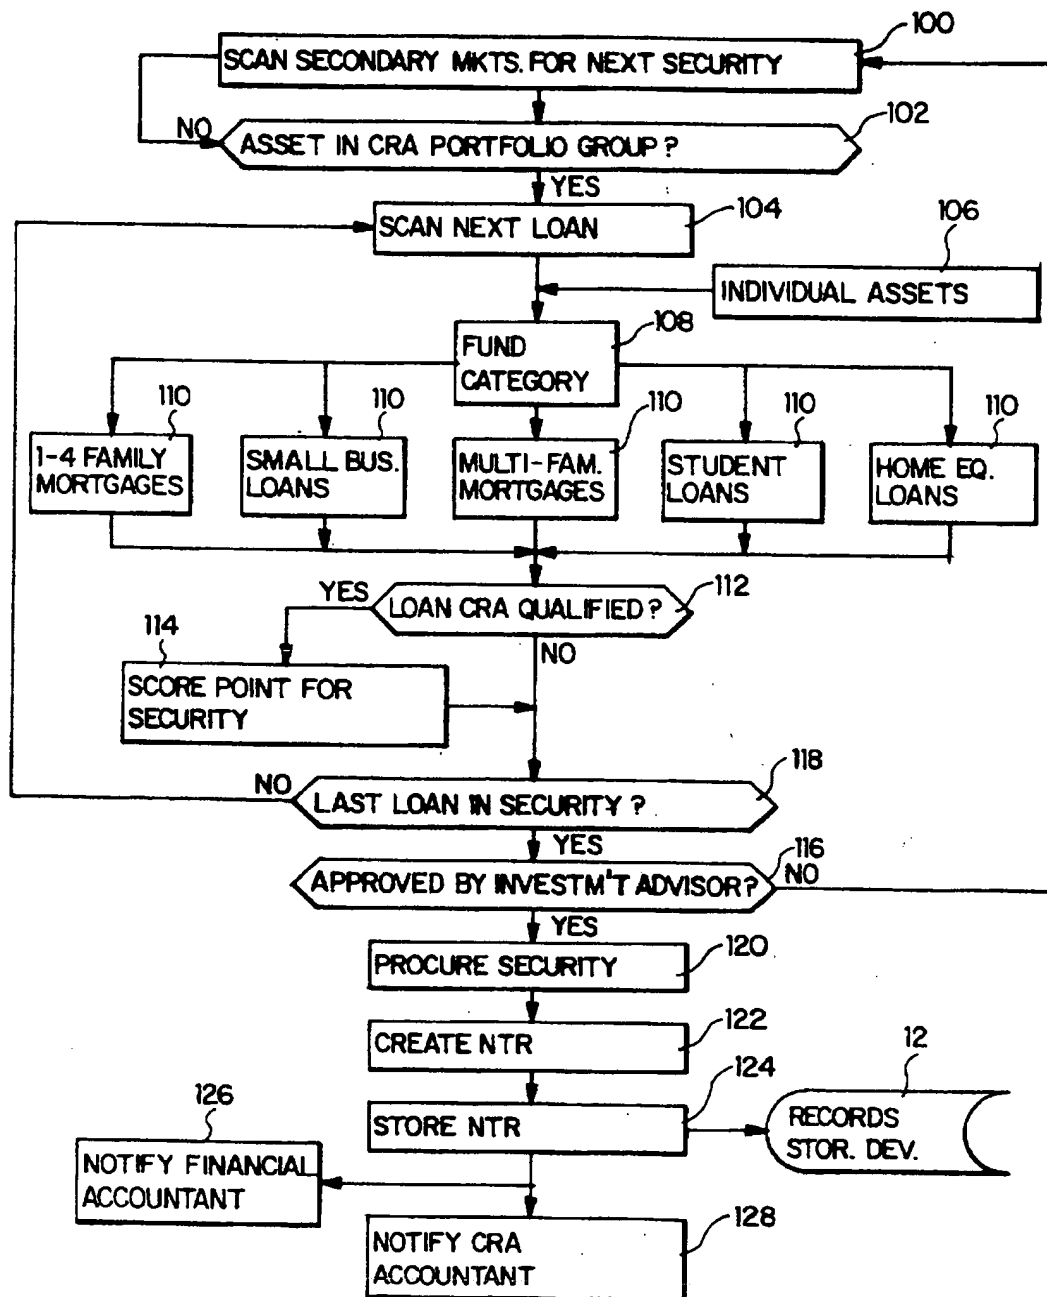 100
SCAN SECONDARY MKTS. FOR NEXT SECURITY
NO
102
ASSET IN CRA PORTFOLIO GROUP?
YES
104
SCAN NEXT LOAN
106
INDIVIDUAL ASSETS
108
FUND
CATEGORY
110
1-4 FAMILY
MORTGAGES
110
SMALL BUS.
LOANS
110
MULTI-FAM.
MORTGAGES
110
STUDENT
LOANS
110
HOME EQ.
LOANS
YES
112
LOAN CRA QUALIFIED?
NO
114
SCORE POINT FOR
SECURITY
118
NO
LAST LOAN IN SECURITY?
YES
116
APPROVED BY INVESTM'T ADVISOR?
NO
YES
120
PROCURE SECURITY
122
CREATE NTR
124
STORE NTR
12
RECORDS
STOR. DEV.
126
NOTIFY FINANCIAL
ACCOUNTANT
128
NOTIFY CRA
ACCOUNTANT